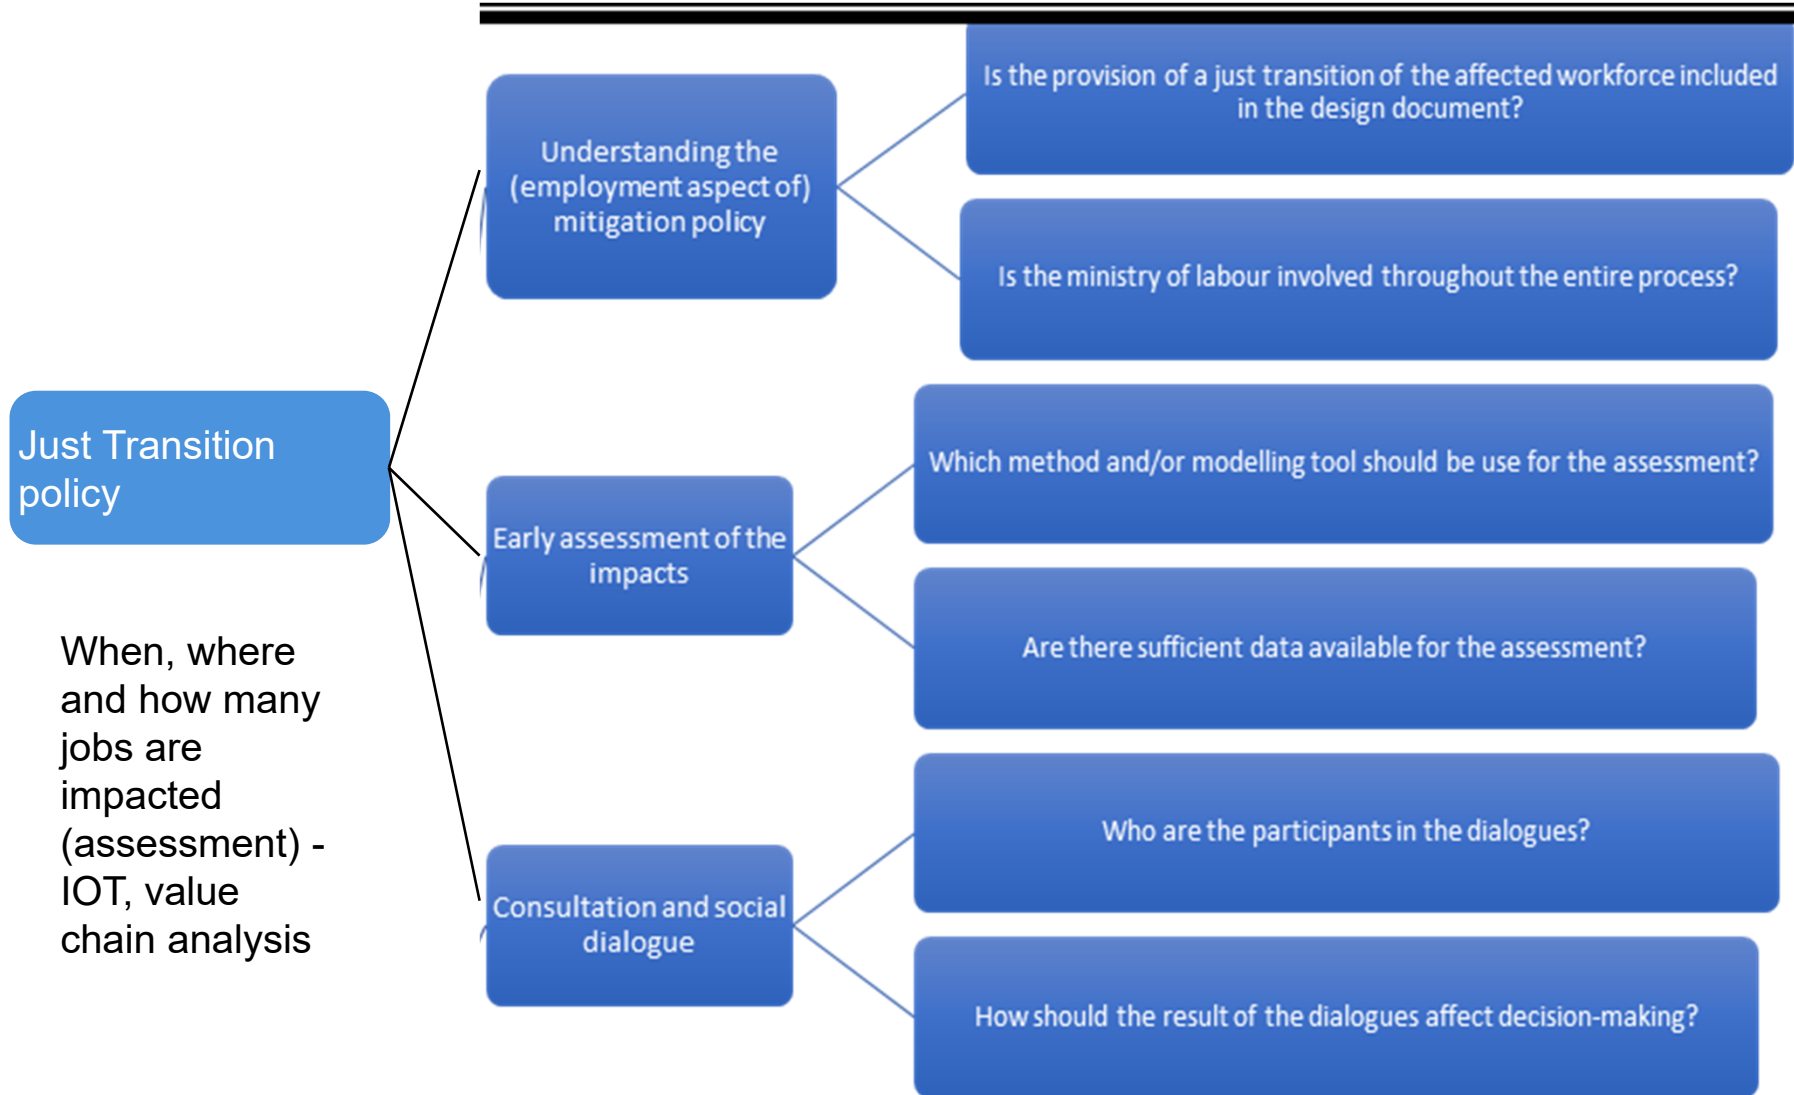 Just Transition
policy
When, where
and how many
jobs are
impacted
(assessment) -
IOT, value
chain analysis
Understanding the
(employment aspect of)
mitigation policy
Is the provision of a just transition of the affected workforce included
in the design document?
Is the ministry of labour involved throughout the entire process?
Early assessment of the
impacts
Which method and/or modelling tool should be use for the assessment?
Are there sufficient data available for the assessment?
Consultation and social
dialogue
Who are the participants in the dialogues?
How should the result of the dialogues affect decision-making?